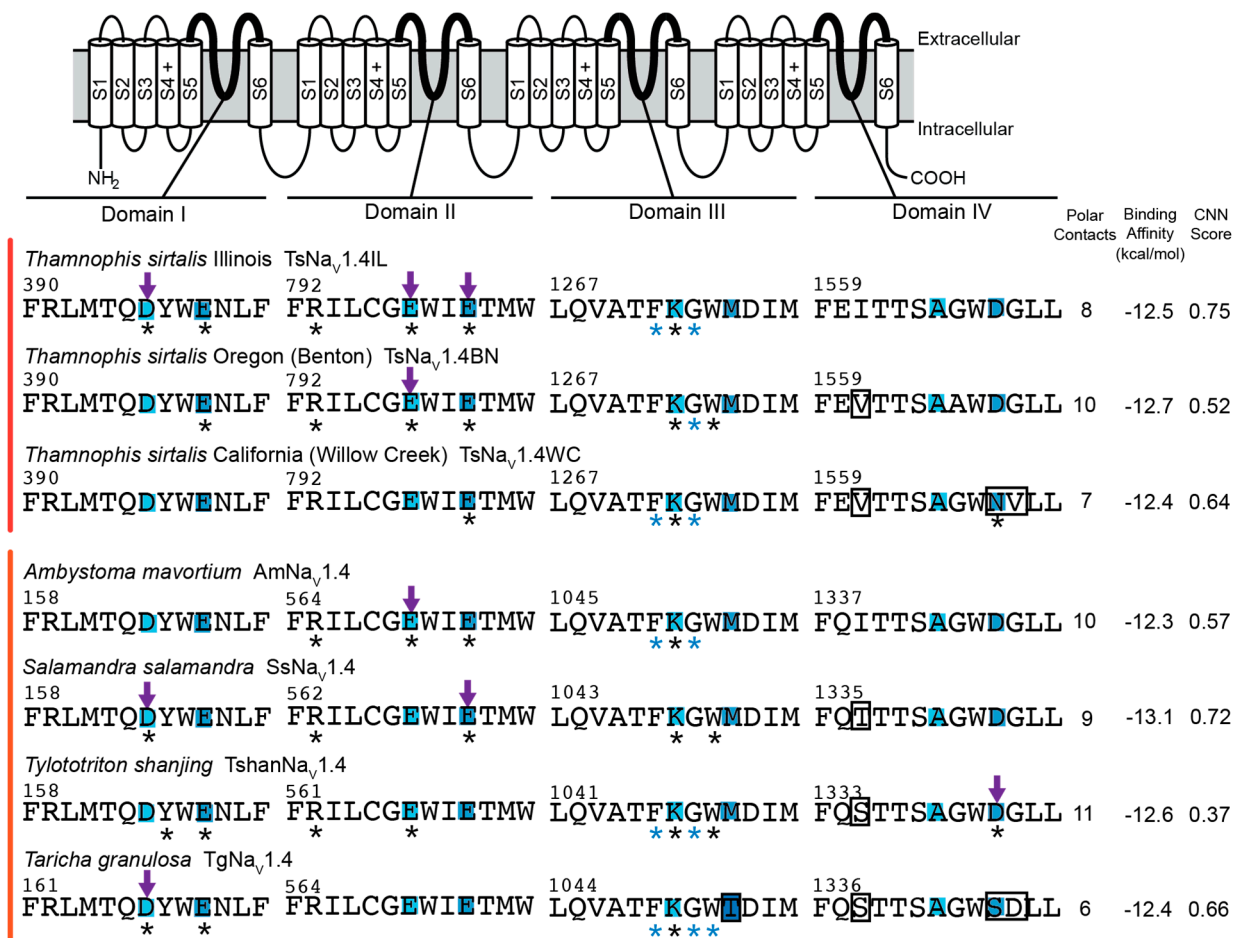 Extracellular
S1 S2 S3 S4 + S5 S6 S1 S2 S3 S4 + S5 S6 S1 S2 S3 S4 + S5 S6 S1 S2 S3 S4 + S5 S6
Intracellular
NH2 COOH
Domain I Domain II Domain III Domain IV
Polar Contacts Binding Affinity (kcal/mol) CNN Score
Thamnophis sirtalis Illinois TsNaV1.4IL
390 792 1267 1559
FRLMTQDYWENLF FRILCGEWIETMW LQVATFKGWMDIM FEITTSAGWDGLL 8 -12.5 0.75
* * * * * * * *
Thamnophis sirtalis Oregon (Benton) TsNaV1.4BN
390 792 1267 1559
FRLMTQDYWENLF FRILCGEWIETMW LQVATFKGWMDIM FEVTTSAAWDGLL 10 -12.7 0.52
* * * * * * *
Thamnophis sirtalis California (Willow Creek) TsNaV1.4WC
390 792 1267 1559
FRLMTQDYWENLF FRILCGEWIETMW LQVATFKGWMDIM FEVTTSAGWNVLL 7 -12.4 0.64
* * * * *
Ambystoma mavortium AmNaV1.4
158 564 1045 1337
FRLMTQDYWENLF FRILCGEWIETMW LQVATFKGWMDIM FQITTSAGWDGLL 10 -12.3 0.57
* * * * * *
Salamandra salamandra SsNaV1.4
158 562 1043 1335
FRLMTQDYWENLF FRILCGEWIETMW LQVATFKGWMDIM FQITTSAGWDGLL 9 -13.1 0.72
* * * * *
Tylototriton shanjing TshanNaV1.4
158 561 1041 1333
FRLMTQDYWENLF FRILCGEWIETMW LQVATFKGWMDIM FQSTTSAGWDGLL 11 -12.6 0.37
* * * * * * * * *
Taricha granulosa TgNaV1.4
161 564 1044 1336
FRLMTQDYWENLF FRILCGEWIETMW LQVATFKGWTDIM FQSTTSAGWSDLL 6 -12.4 0.66
* * * * * *